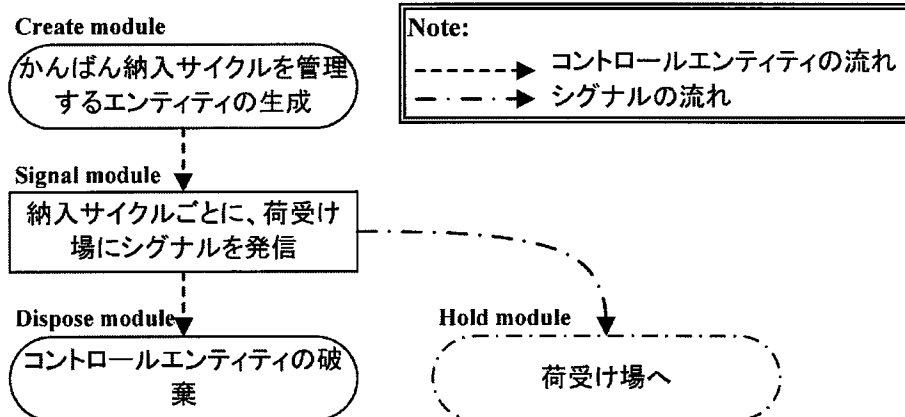 Create module
かんばん納入サイクルを管理
するエンティティの生成
Note:
コントロールエンティティの流れ
シグナルの流れ
Signal module
納入サイクルごとに、荷受け
場にシグナルを発信
Dispose module
コントロールエンティティの破
棄
Hold module
荷受け場へ